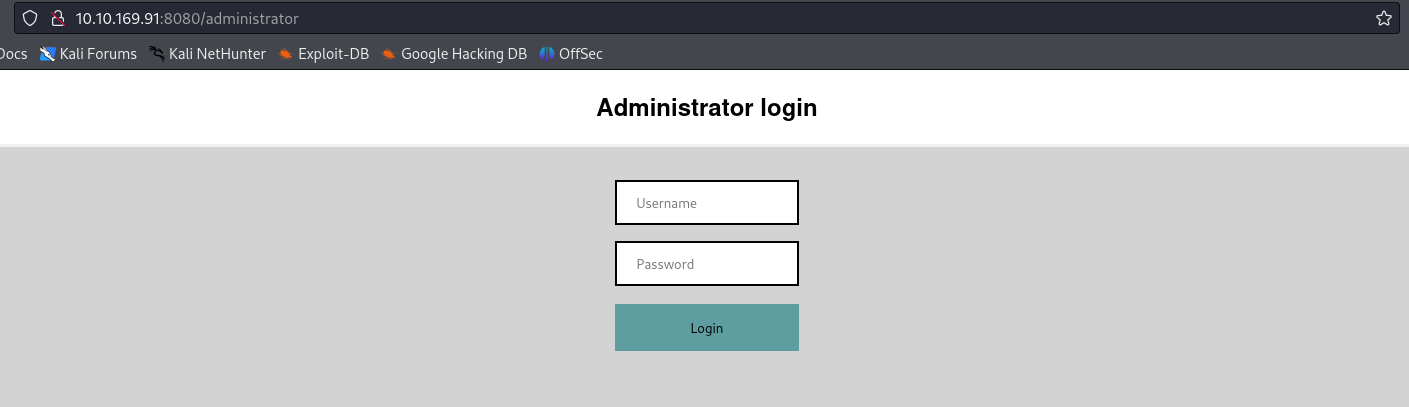 10.10.169.91:8080/administrator
Docs Kali Forums Kali NetHunter Exploit-DB Google Hacking DB OffSec
Administrator login
Username
Password
Login